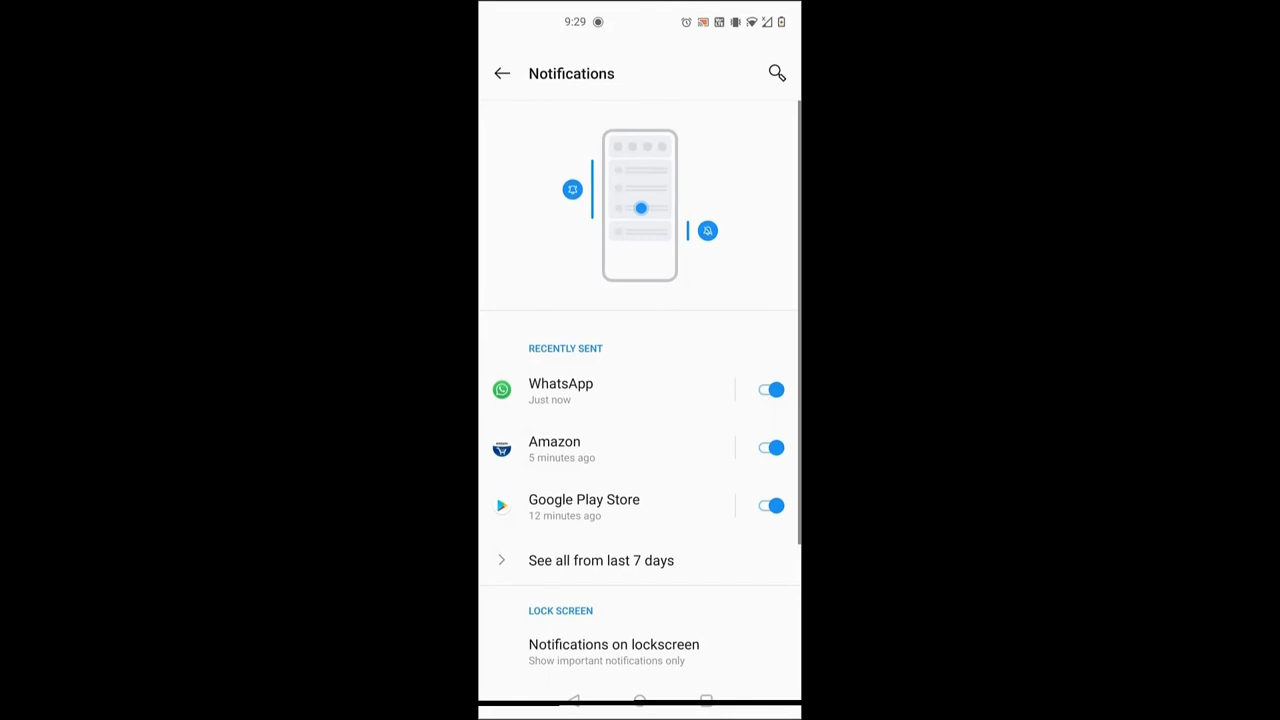 9:29
Notifications
RECENTLY SENT
WhatsApp
Just now
Amazon
5 minutes ago
Google Play Store
12 minutes ago
See all from last 7 days
LOCK SCREEN
Notifications on lockscreen
Show important notifications only